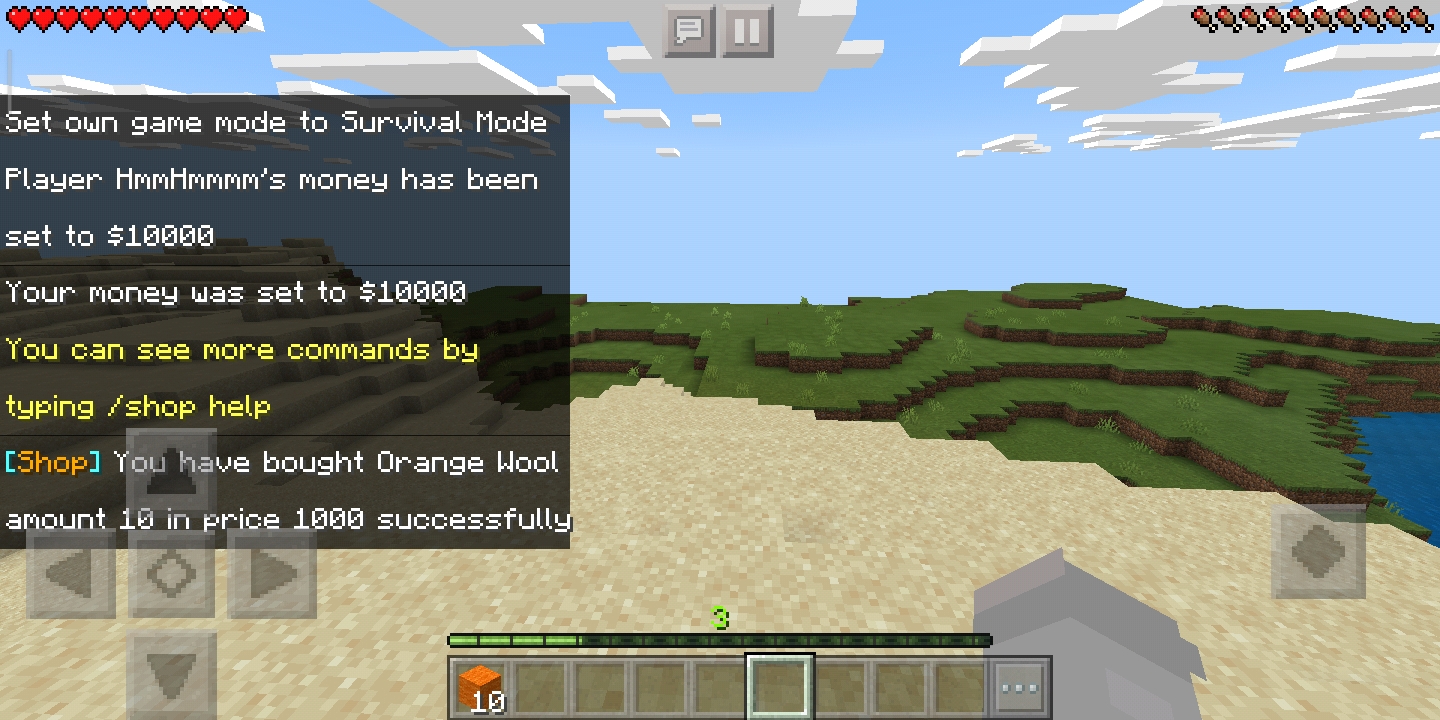 Set own game mode to Survival Mode
Player HmmHmmmm's money has been
set to $10000
Your money was set to $10000
You can see more commands by
typing /shop help
[Shop] You have bought Orange Wool
amount 10 in price 1000 successfully
3
10